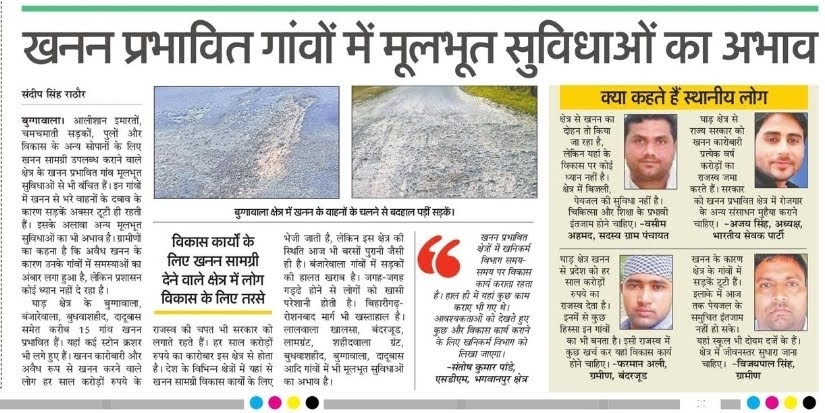 खनन प्रभावित गांवों में मूलभूत सुविधाओं का अभाव
संदीप सिंह राठौर
बुग्गावाला। आलीशान इमारतों,
चमचमाती सड़कों, पुलों और
विकास के अन्य सोपानों के लिए
खनन सामग्री उपलब्ध कराने वाले
क्षेत्र के खनन प्रभावित गांव मूलभूत
सुविधाओं से भी वंचित हैं। इन गांवों
में खनन से भरे वाहनों के दबाव के
कारण सड़कें अक्सर टूटी ही रहती
हैं। इसके अलावा अन्य मूलभूत
सुविधाओं का भी अभाव है। ग्रामीणों
का कहना है कि अवैध खनन के
कारण उनके गांवों में समस्याओं का
अंबार लगा हुआ है, लेकिन प्रशासन
कोई ध्यान नहीं दे रहा है।
घाड़ क्षेत्र के बुग्गावाला,
बंजारेवाला, बुधवाशहीद, दादूबास
समेत करीब 15 गांव खनन
प्रभावित हैं। यहां कई स्टोन क्रशर
भी लगे हुए हैं। खनन कारोबारी और
अवैध रूप से खनन करने वाले
लोग हर साल करोड़ों रुपये के
बुग्गावाला क्षेत्र में खनन के वाहनों के चलने से बदहाल पड़ीं सड़कें।
विकास कार्यों के
लिए खनन सामग्री
देने वाले क्षेत्र में लोग
विकास के लिए तरसे
राजस्व की चपत भी सरकार को
लगाते रहते हैं। हर साल करोड़ों
रुपये का कारोबार इस क्षेत्र से होता
है। देश के विभिन्न क्षेत्रों में यहां से
खनन सामग्री विकास कार्यों के लिए
भेजी जाती है, लेकिन इस क्षेत्र की
स्थिति आज भी बरसों पुरानी जैसी
ही है। बंजारेवाला गांवों में सड़कों
की हालत खराब है। जगह-जगह
गड्ढे होने से लोगों को खासी
परेशानी होती है। बिहारीगढ़-
रोशनबाद मार्ग भी खस्ताहाल है।
लालवाला खालसा, बंदरजूड,
लामग्रंट, शहीदवाला ग्रंट,
बुधवाशहीद, बुग्गावाला, दादूबास
आदि गांवों में भी मूलभूत सुविधाओं
का अभाव है।
खनन प्रभावित
क्षेत्रों में खनिकर्म
विभाग समय-
समय पर विकास
कार्य कराता रहता
है। हाल ही में यहां कुछ काम
कराए भी गए थे।
आवश्यकताओं को देखते हुए
कुछ और विकास कार्य कराने
के लिए खनिकर्म विभाग को
लिखा जाएगा।
-संतोष कुमार पांडे,
एसडीएम, भगवानपुर क्षेत्र
क्या कहते हैं स्थानीय लोग
क्षेत्र से खनन का
दोहन तो किया
जा रहा है,
लेकिन यहां के
विकास पर कोई
ध्यान नहीं है।
क्षेत्र में बिजली,
पेयजल की सुविधा नहीं है।
चिकित्सा और शिक्षा के प्रभावी
इंतजाम होने चाहिए। -वसीम
अहमद, सदस्य ग्राम पंचायत
घाड़ क्षेत्र से
राज्य सरकार को
खनन कारोबारी
प्रत्येक वर्ष
करोड़ों का
राजस्व जमा
करते हैं। सरकार
को खनन प्रभावित क्षेत्र में रोजगार
के अन्य संसाधन मुहैया कराने
चाहिए। -अजय सिंह, अध्यक्ष,
भारतीय सेवक पार्टी
घाड़ क्षेत्र खनन
से प्रदेश को हर
साल करोड़ों
रुपये का
राजस्व देता है।
इनमें से कुछ
हिस्सा इन गांवों
का भी बनता है। इसी राजस्व में
कुछ खर्च कर यहां विकास कार्य
होने चाहिए। -फरमान अली,
ग्रामीण, बंदरजूड
खनन के कारण
क्षेत्र के गांवों में
सड़कें टूटी हैं।
इलाके में आज
तक पेयजल के
समुचित इंतजाम
नहीं हो सके।
यहां स्कूल भी दोयम दर्जे के हैं।
क्षेत्र में जीवनस्तर सुधारा जाना
चाहिए। -विजयपाल सिंह,
ग्रामीण